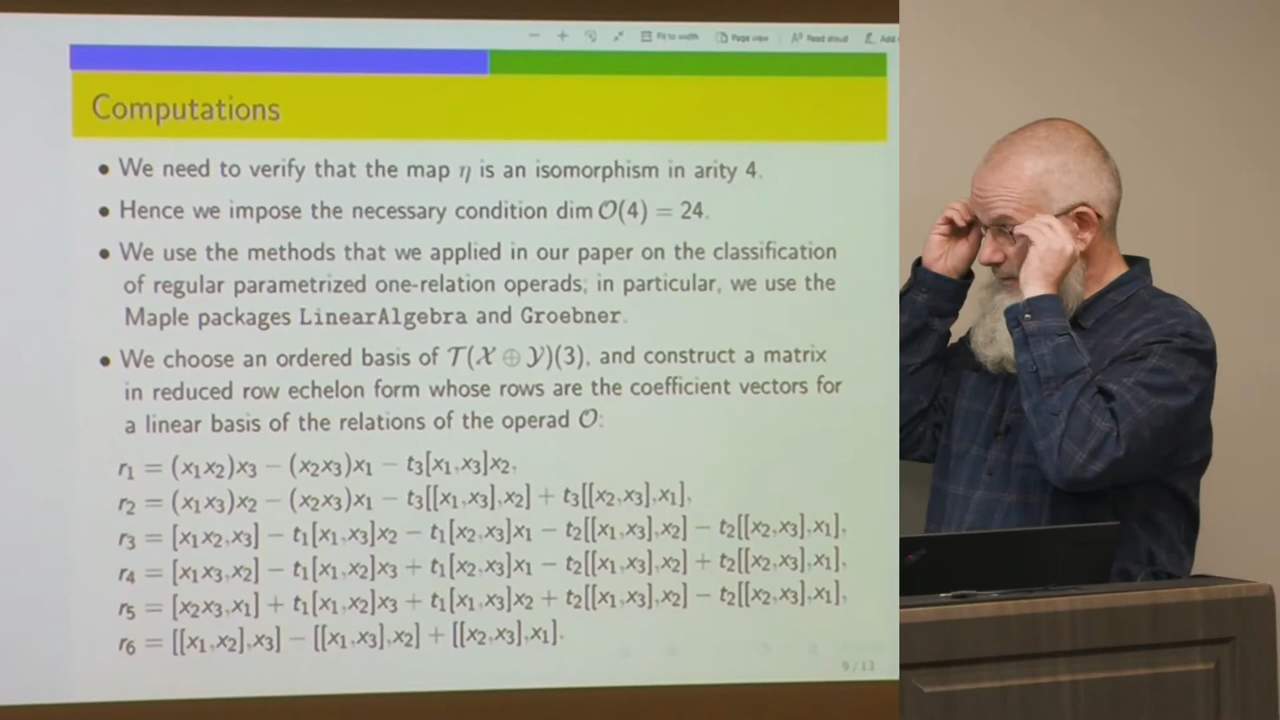 Fit to width Page view Read aloud Add
Computations
• We need to verify that the map η is an isomorphism in arity 4.
• Hence we impose the necessary condition dim 𝒪(4) = 24.
• We use the methods that we applied in our paper on the classification
of regular parametrized one-relation operads; in particular, we use the
Maple packages LinearAlgebra and Groebner.
• We choose an ordered basis of 𝒯(𝒳 ⊕ 𝒴)(3), and construct a matrix
in reduced row echelon form whose rows are the coefficient vectors for
a linear basis of the relations of the operad 𝒪:
r₁ = (x₁x₂)x₃ − (x₂x₃)x₁ − t₃[x₁,x₃]x₂,
r₂ = (x₁x₃)x₂ − (x₂x₃)x₁ − t₃[[x₁,x₃],x₂] + t₃[[x₂,x₃],x₁],
r₃ = [x₁x₂,x₃] − t₁[x₁,x₃]x₂ − t₁[x₂,x₃]x₁ − t₂[[x₁,x₃],x₂] − t₂[[x₂,x₃],x₁],
r₄ = [x₁x₃,x₂] − t₁[x₁,x₂]x₃ + t₁[x₂,x₃]x₁ − t₂[[x₁,x₃],x₂] + t₂[[x₂,x₃],x₁],
r₅ = [x₂x₃,x₁] + t₁[x₁,x₂]x₃ + t₁[x₁,x₃]x₂ + t₂[[x₁,x₃],x₂] − t₂[[x₂,x₃],x₁],
r₆ = [[x₁,x₂],x₃] − [[x₁,x₃],x₂] + [[x₂,x₃],x₁].
9 / 13